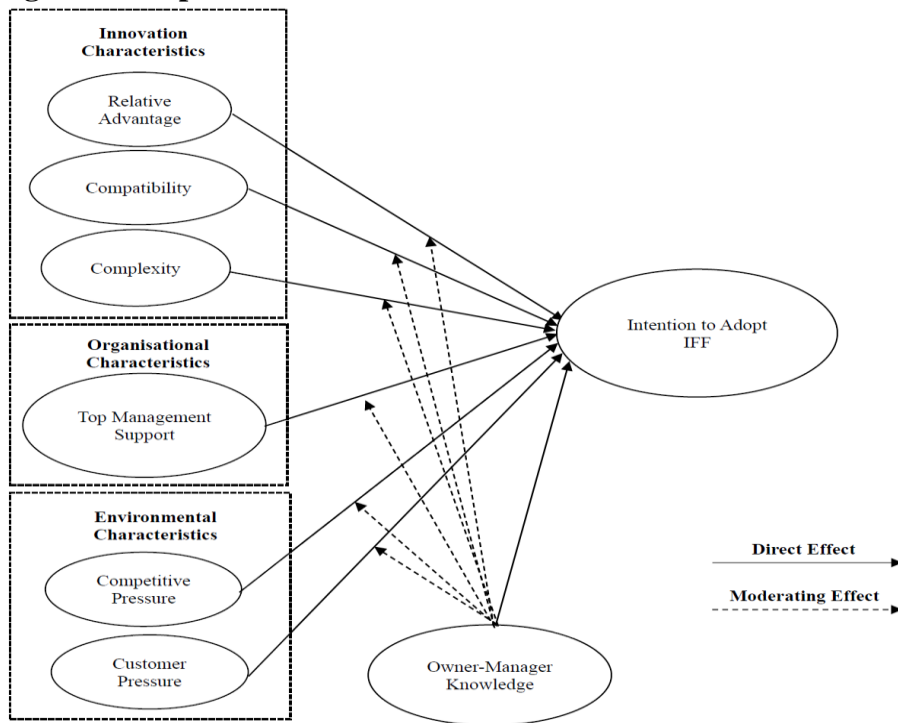 Innovation
Characteristics
Relative
Advantage
Compatibility
Complexity
Organisational
Characteristics
Top Management
Support
Environmental
Characteristics
Competitive
Pressure
Customer
Pressure
Intention to Adopt
IFF
Owner-Manager
Knowledge
Direct Effect
Moderating Effect